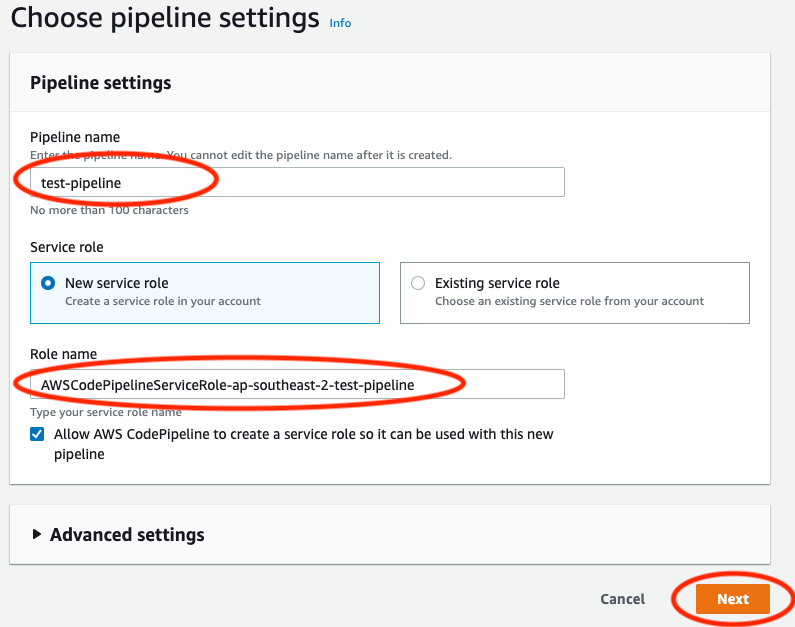 Choose pipeline settings Info
Pipeline settings
Pipeline name
Enter the pipeline name. You cannot edit the pipeline name after it is created.
test-pipeline
No more than 100 characters
Service role
New service role
Create a service role in your account
Existing service role
Choose an existing service role from your account
Role name
AWSCodePipelineServiceRole-ap-southeast-2-test-pipeline
Type your service role name
Allow AWS CodePipeline to create a service role so it can be used with this new
pipeline
Advanced settings
Cancel
Next